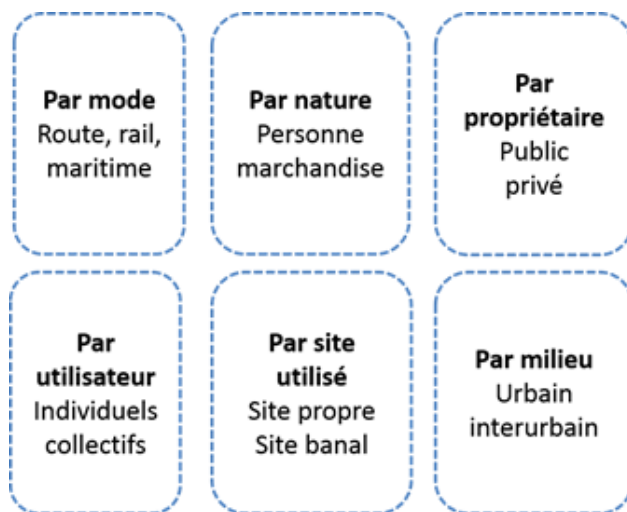 Par mode
Route, rail,
maritime
Par nature
Personne
marchandise
Par
propriétaire
Public
privé
Par
utilisateur
Individuels
collectifs
Par site
utilisé
Site propre
Site banal
Par milieu
Urbain
interurbain